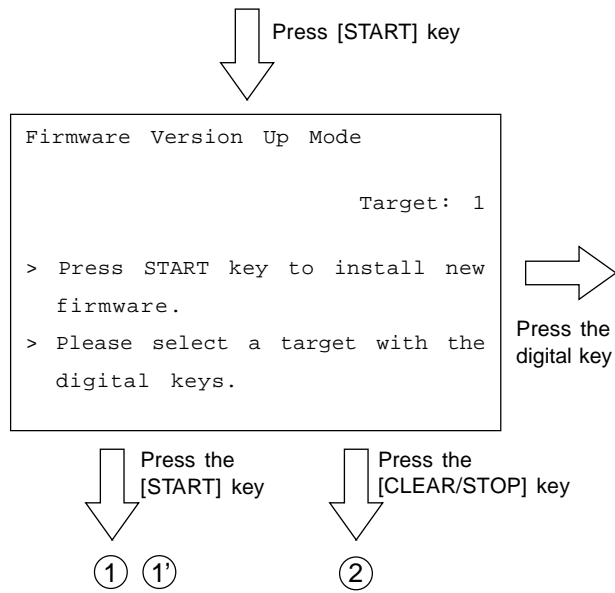 Press [START] key
Firmware Version Up Mode
Target: 1
> Press START key to install new
firmware.
> Please select a target with the
digital keys.
Press the
digital key
Press the
[START] key
Press the
[CLEAR/STOP] key
1 1'
2